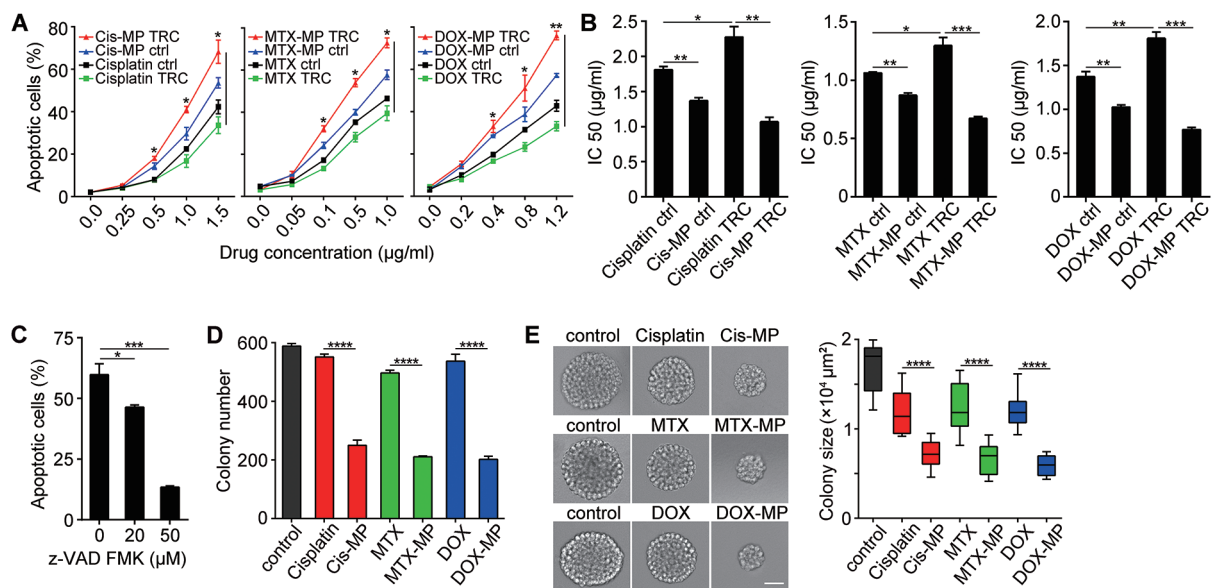 A
Apoptotic cells (%)
80
60
40
20
0
Cis-MP TRC
Cis-MP ctrl
Cisplatin ctrl
Cisplatin TRC
*
*
*
0.0 0.25 0.5 1.0 1.5
MTX-MP TRC
MTX-MP ctrl
MTX ctrl
MTX TRC
*
*
*
0.0 0.05 0.1 0.5 1.0
DOX-MP TRC
DOX-MP ctrl
DOX ctrl
DOX TRC
*
*
**
0.0 0.2 0.4 0.8 1.2
Drug concentration (µg/ml)
B
IC 50 (µg/ml)
2.5
2.0
1.5
1.0
0.5
0
* **
**
Cisplatin ctrl
Cis-MP ctrl
Cisplatin TRC
Cis-MP TRC
IC 50 (µg/ml)
1.5
1.0
0.5
0
* ***
**
MTX ctrl
MTX-MP ctrl
MTX TRC
MTX-MP TRC
IC 50 (µg/ml)
2.0
1.5
1.0
0.5
0
** ***
**
DOX ctrl
DOX-MP ctrl
DOX TRC
DOX-MP TRC
C
Apoptotic cells (%)
75
50
25
0
***
*
0 20 50
z-VAD FMK (µM)
D
Colony number
600
400
200
0
**** **** ****
control
Cisplatin
Cis-MP
MTX
MTX-MP
DOX
DOX-MP
E
control Cisplatin Cis-MP
control MTX MTX-MP
control DOX DOX-MP
Colony size (×10⁴ µm²)
2
1
0
**** **** ****
control
Cisplatin
Cis-MP
MTX
MTX-MP
DOX
DOX-MP